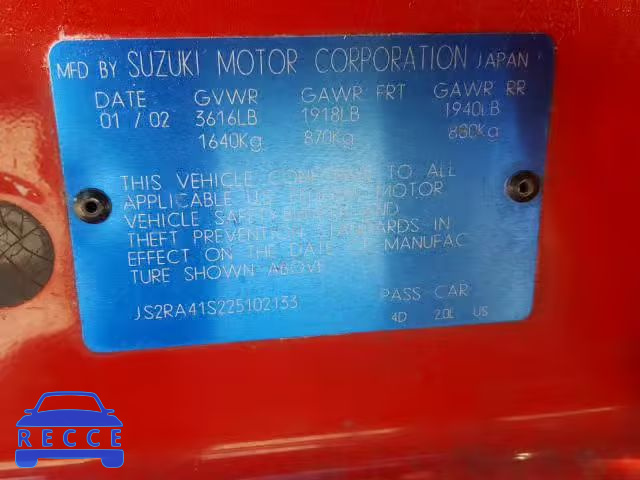 MFD BY SUZUKI MOTOR CORPORATION JAPAN
DATE GVWR GAWR FRT GAWR RR
01 / 02 3616LB 1918LB 1940LB
1640Kg 870Kg 880Kg
THIS VEHICLE TO ALL
APPLICABLE MOTOR
VEHICLE AND
THEFT STANDARDS IN
EFFECT ON THE DATE OF MANUFAC
TURE SHOWN ABOVE
JS2RA41S225102133 PASS CAR
4D 2.0L US
RECCE